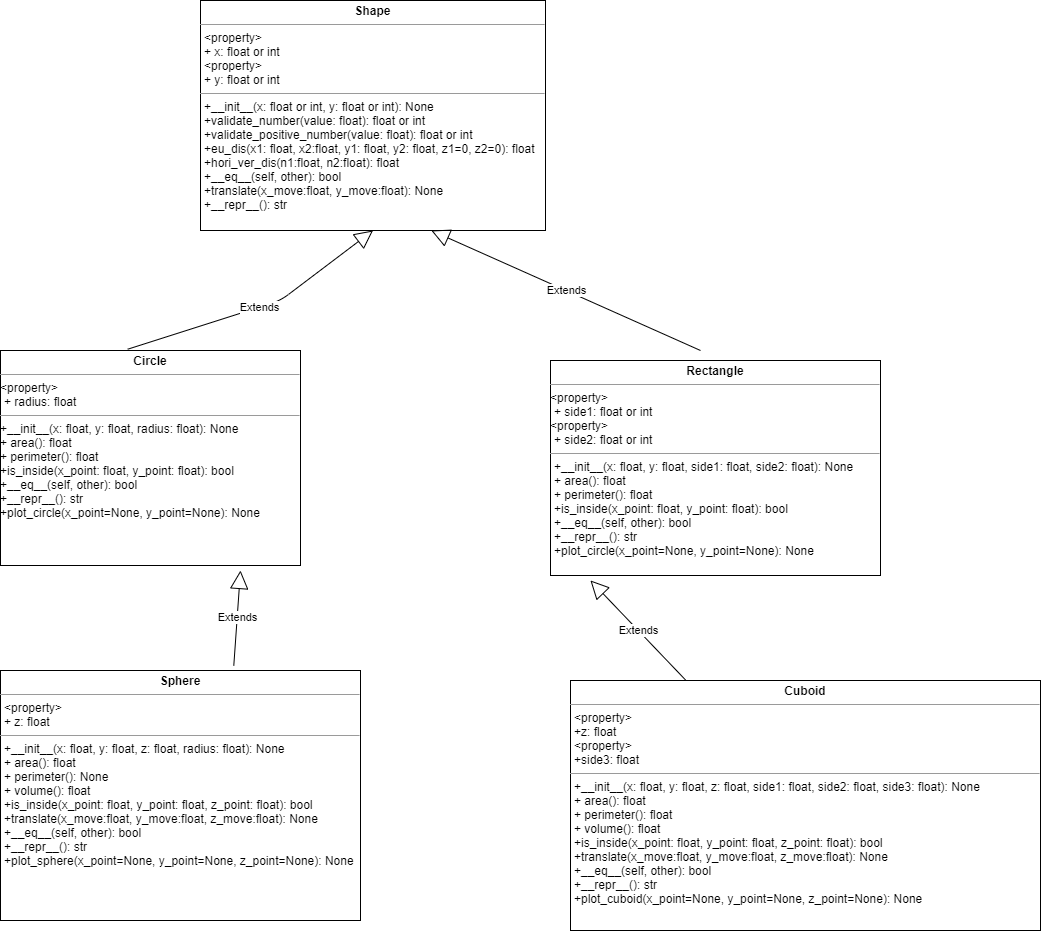 Shape
<property>
+ x: float or int
<property>
+ y: float or int
+__init__(x: float or int, y: float or int): None
+validate_number(value: float): float or int
+validate_positive_number(value: float): float or int
+eu_dis(x1: float, x2:float, y1: float, y2: float, z1=0, z2=0): float
+hori_ver_dis(n1:float, n2:float): float
+__eq__(self, other): bool
+translate(x_move:float, y_move:float): None
+__repr__(): str
Extends
Extends
Circle
<property>
+ radius: float
+__init__(x: float, y: float, radius: float): None
+ area(): float
+ perimeter(): float
+is_inside(x_point: float, y_point: float): bool
+__eq__(self, other): bool
+__repr__(): str
+plot_circle(x_point=None, y_point=None): None
Rectangle
<property>
+ side1: float or int
<property>
+ side2: float or int
+__init__(x: float, y: float, side1: float, side2: float): None
+ area(): float
+ perimeter(): float
+is_inside(x_point: float, y_point: float): bool
+__eq__(self, other): bool
+__repr__(): str
+plot_circle(x_point=None, y_point=None): None
Extends
Extends
Sphere
<property>
+ z: float
+__init__(x: float, y: float, z: float, radius: float): None
+ area(): float
+ perimeter(): None
+ volume(): float
+is_inside(x_point: float, y_point: float, z_point: float): bool
+translate(x_move:float, y_move:float, z_move:float): None
+__eq__(self, other): bool
+__repr__(): str
+plot_sphere(x_point=None, y_point=None, z_point=None): None
Cuboid
<property>
+z: float
<property>
+side3: float
+__init__(x: float, y: float, z: float, side1: float, side2: float, side3: float): None
+ area(): float
+ perimeter(): float
+ volume(): float
+is_inside(x_point: float, y_point: float, z_point: float): bool
+translate(x_move:float, y_move:float, z_move:float): None
+__eq__(self, other): bool
+__repr__(): str
+plot_cuboid(x_point=None, y_point=None, z_point=None): None